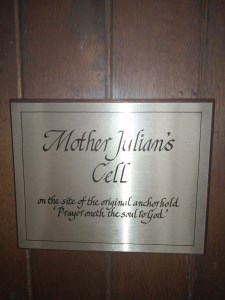 Mother Julian's
Cell
on the site of the original anchorhold
'Prayer oneth the soul to God.'